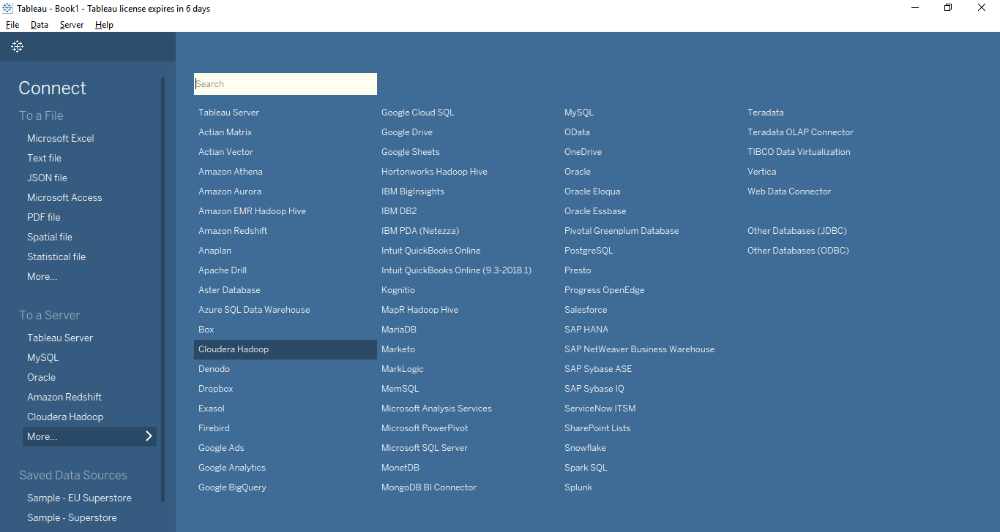 Tableau - Book1 - Tableau license expires in 6 days
File Data Server Help
Connect
To a File
Microsoft Excel
Text file
JSON file
Microsoft Access
PDF file
Spatial file
Statistical file
More...
To a Server
Tableau Server
MySQL
Oracle
Amazon Redshift
Cloudera Hadoop
More...
Saved Data Sources
Sample - EU Superstore
Sample - Superstore
Search
Tableau Server
Actian Matrix
Actian Vector
Amazon Athena
Amazon Aurora
Amazon EMR Hadoop Hive
Amazon Redshift
Anaplan
Apache Drill
Aster Database
Azure SQL Data Warehouse
Box
Cloudera Hadoop
Denodo
Dropbox
Exasol
Firebird
Google Ads
Google Analytics
Google BigQuery
Google Cloud SQL
Google Drive
Google Sheets
Hortonworks Hadoop Hive
IBM BigInsights
IBM DB2
IBM PDA (Netezza)
Intuit QuickBooks Online
Intuit QuickBooks Online (9.3-2018.1)
Kognitio
MapR Hadoop Hive
MariaDB
Marketo
MarkLogic
MemSQL
Microsoft Analysis Services
Microsoft PowerPivot
Microsoft SQL Server
MonetDB
MongoDB BI Connector
MySQL
OData
OneDrive
Oracle
Oracle Eloqua
Oracle Essbase
Pivotal Greenplum Database
PostgreSQL
Presto
Progress OpenEdge
Salesforce
SAP HANA
SAP NetWeaver Business Warehouse
SAP Sybase ASE
SAP Sybase IQ
ServiceNow ITSM
SharePoint Lists
Snowflake
Spark SQL
Splunk
Teradata
Teradata OLAP Connector
TIBCO Data Virtualization
Vertica
Web Data Connector
Other Databases (JDBC)
Other Databases (ODBC)